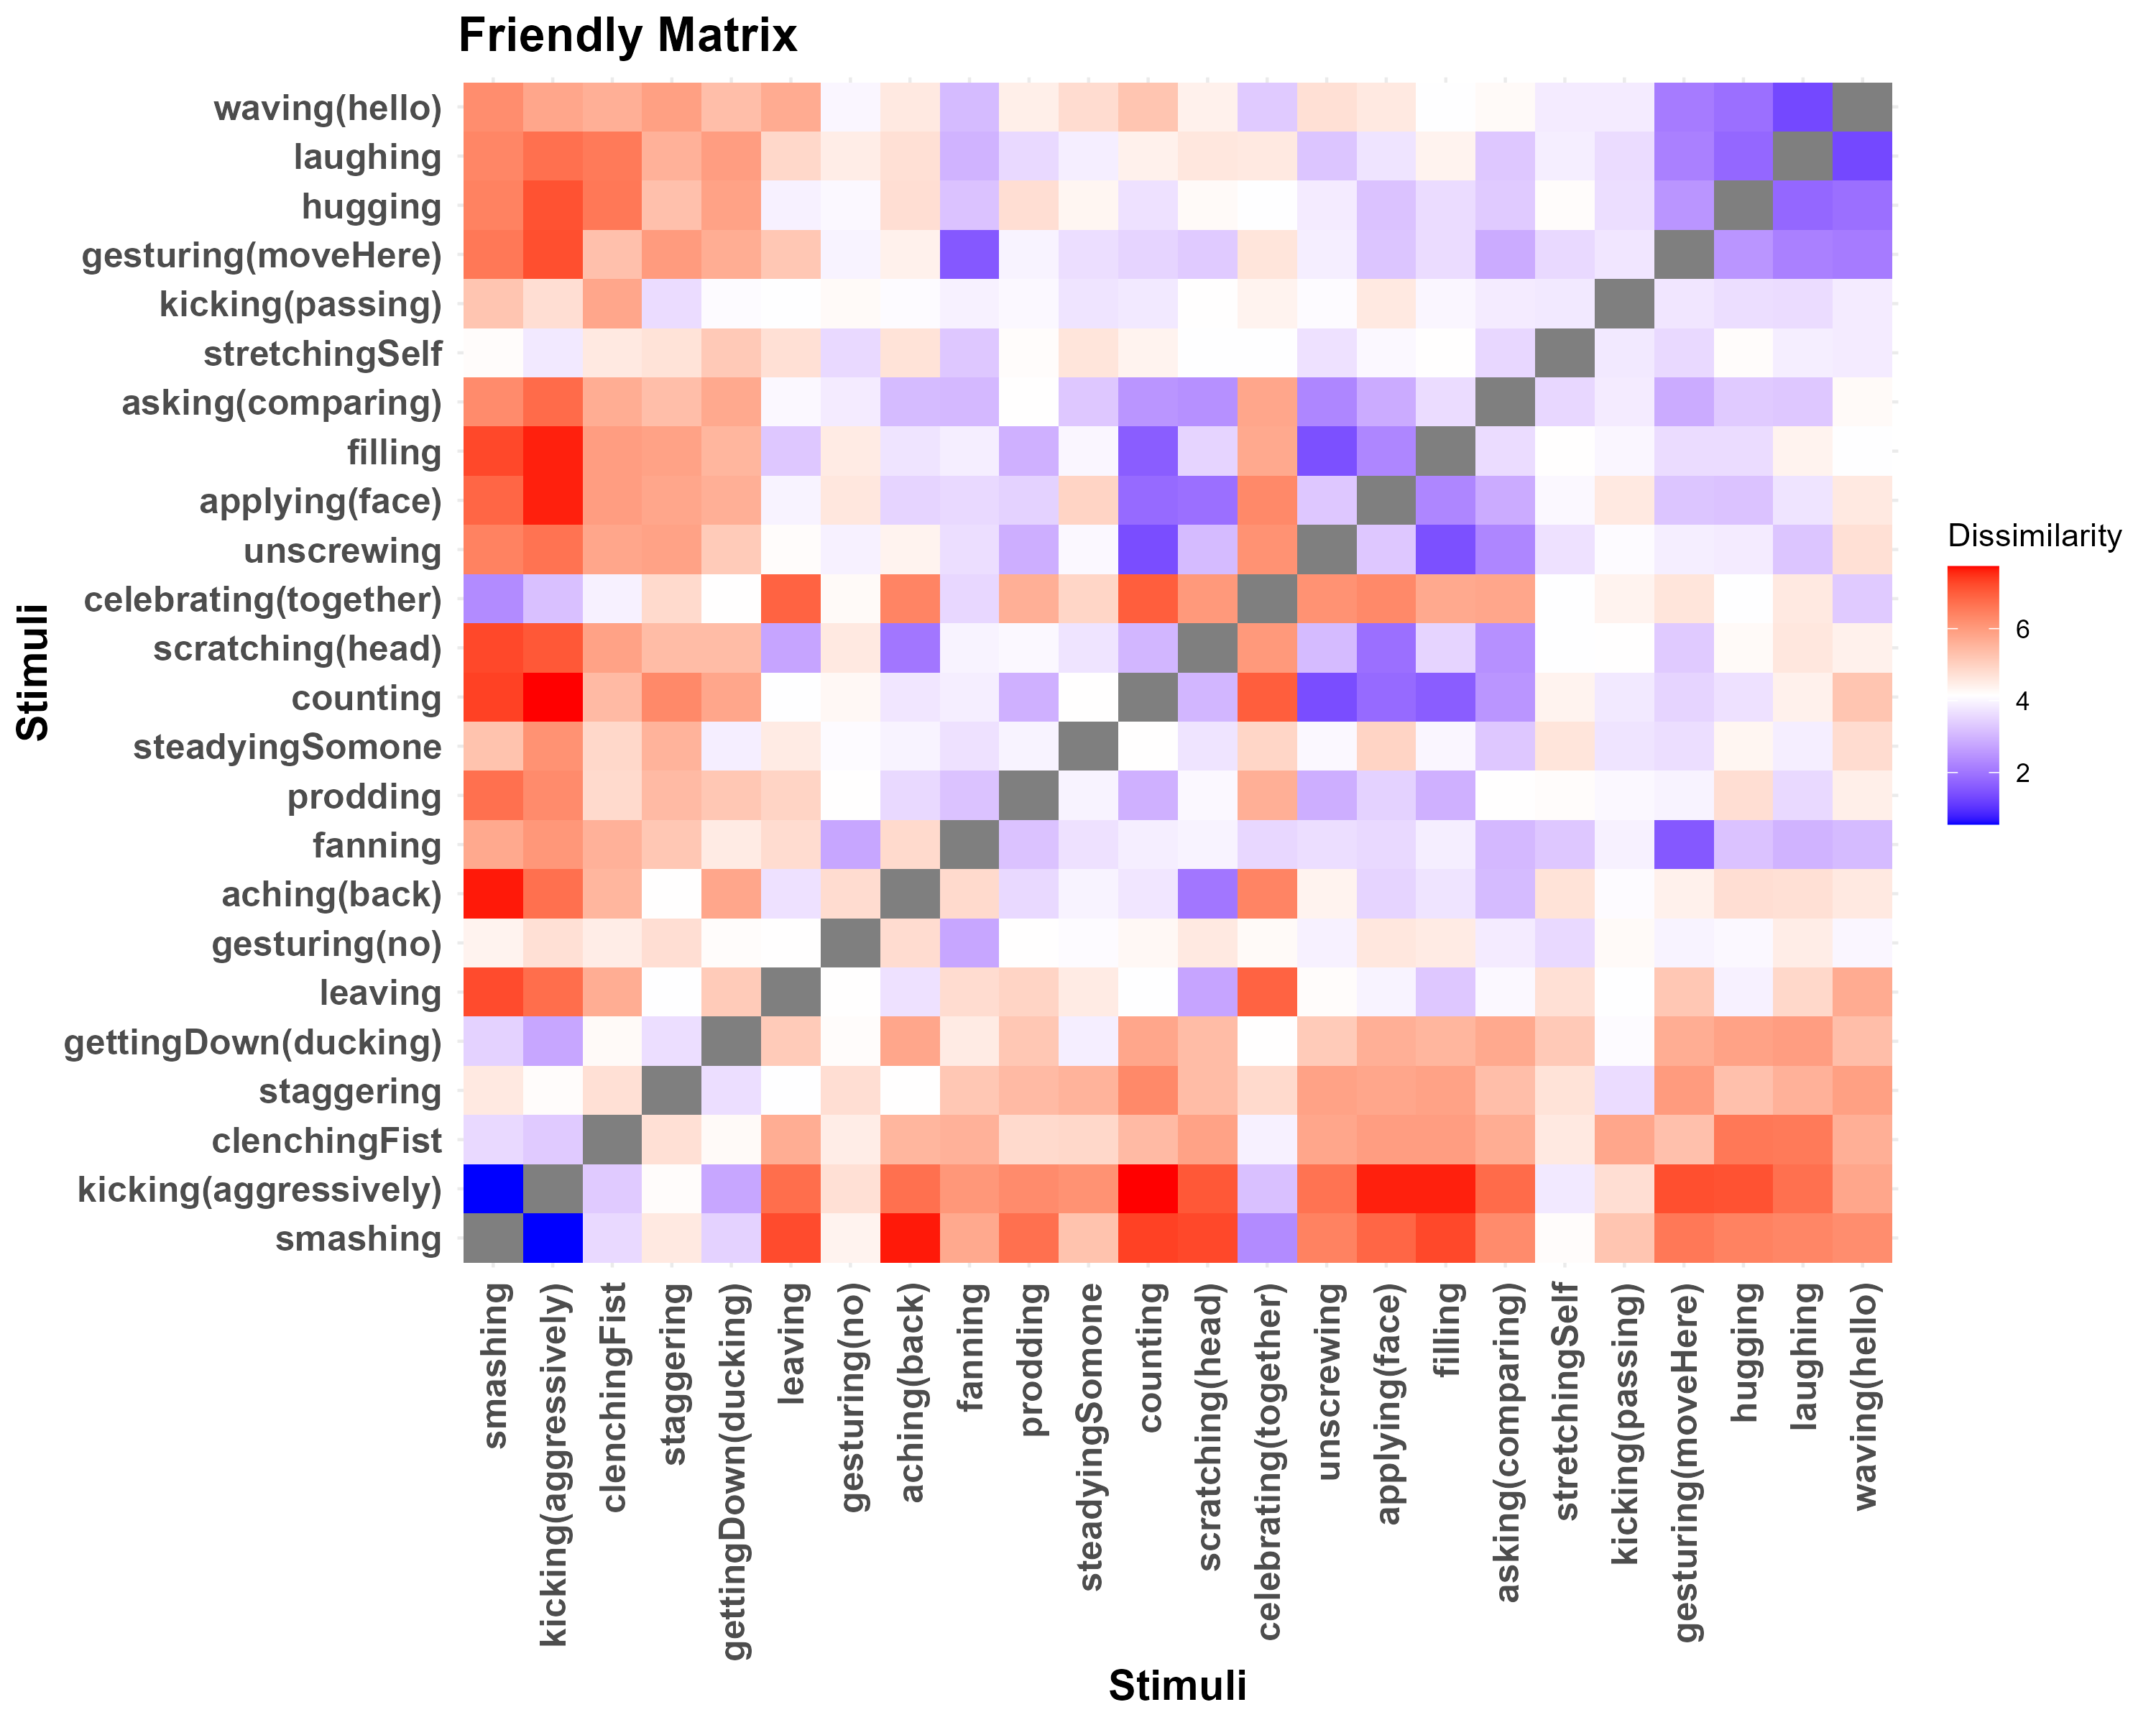 Friendly Matrix
Stimuli
waving(hello)
laughing
hugging
gesturing(moveHere)
kicking(passing)
stretchingSelf
asking(comparing)
filling
applying(face)
unscrewing
celebrating(together)
scratching(head)
counting
steadyingSomone
prodding
fanning
aching(back)
gesturing(no)
leaving
gettingDown(ducking)
staggering
clenchingFist
kicking(aggressively)
smashing
smashing
kicking(aggressively)
clenchingFist
staggering
gettingDown(ducking)
leaving
gesturing(no)
aching(back)
fanning
prodding
steadyingSomone
counting
scratching(head)
celebrating(together)
unscrewing
applying(face)
filling
asking(comparing)
stretchingSelf
kicking(passing)
gesturing(moveHere)
hugging
laughing
waving(hello)
Stimuli
Dissimilarity
6
4
2